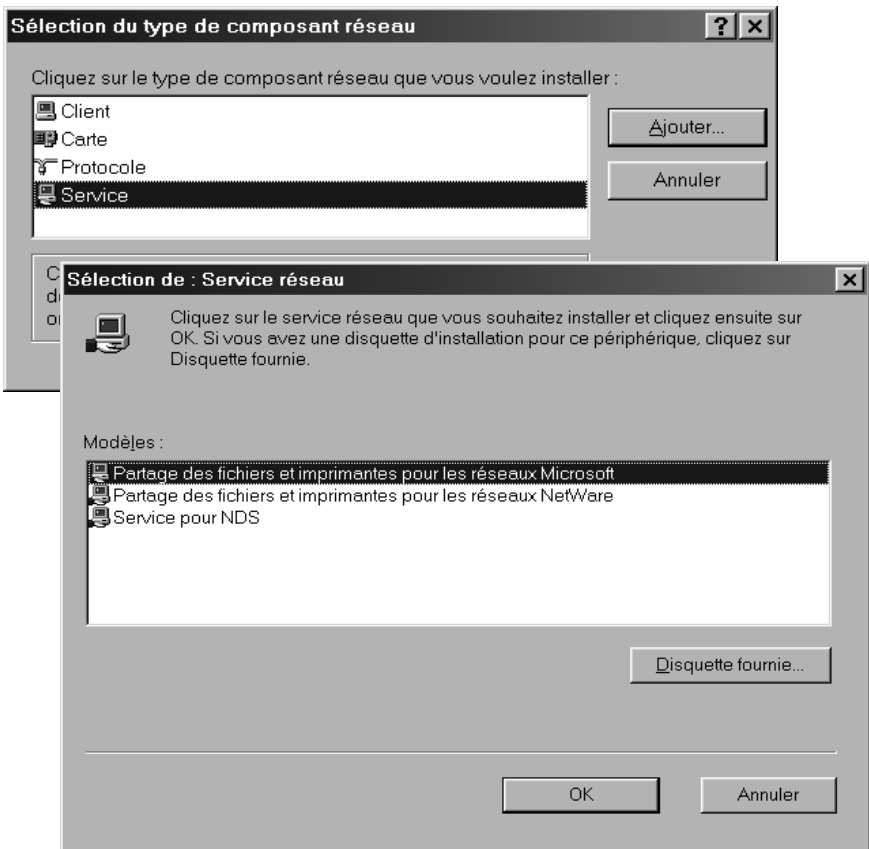 Sélection du type de composant réseau
Cliquez sur le type de composant réseau que vous voulez installer :
Client
Carte
Protocole
Service
Ajouter...
Annuler
Sélection de : Service réseau
Cliquez sur le service réseau que vous souhaitez installer et cliquez ensuite sur
OK. Si vous avez une disquette d'installation pour ce périphérique, cliquez sur
Disquette fournie.
Modèles :
Partage des fichiers et imprimantes pour les réseaux Microsoft
Partage des fichiers et imprimantes pour les réseaux NetWare
Service pour NDS
Disquette fournie...
OK
Annuler